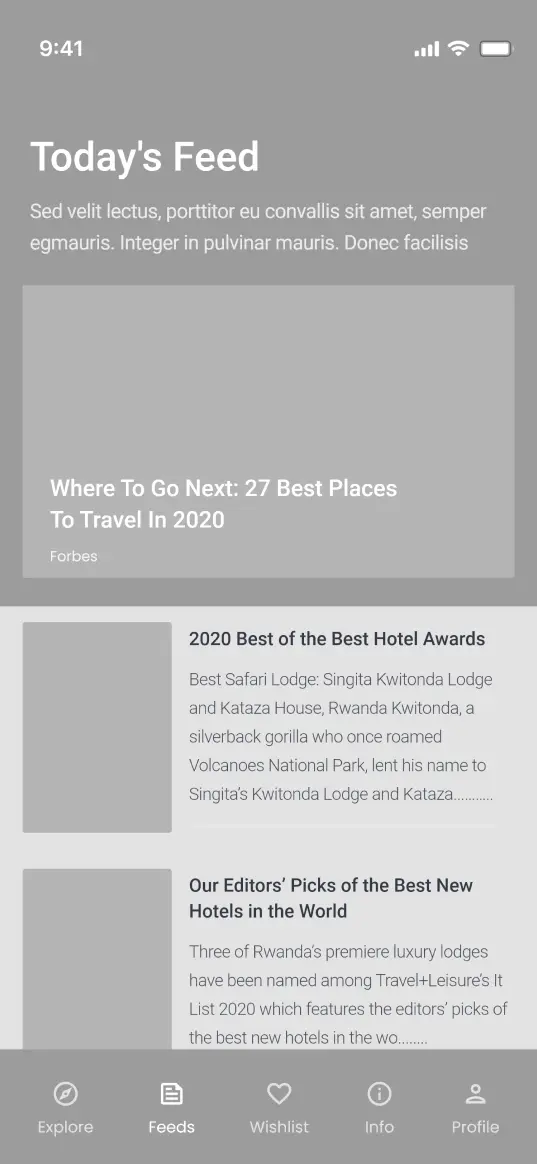 9:41
Today's Feed
Sed velit lectus, porttitor eu convallis sit amet, semper
egmauris. Integer in pulvinar mauris. Donec facilisis
Where To Go Next: 27 Best Places
To Travel In 2020
Forbes
2020 Best of the Best Hotel Awards
Best Safari Lodge: Singita Kwitonda Lodge
and Kataza House, Rwanda Kwitonda, a
silverback gorilla who once roamed
Volcanoes National Park, lent his name to
Singita’s Kwitonda Lodge and Kataza...........
Our Editors’ Picks of the Best New
Hotels in the World
Three of Rwanda’s premiere luxury lodges
have been named among Travel+Leisure’s It
List 2020 which features the editors’ picks of
the best new hotels in the wo........
Explore
Feeds
Wishlist
Info
Profile